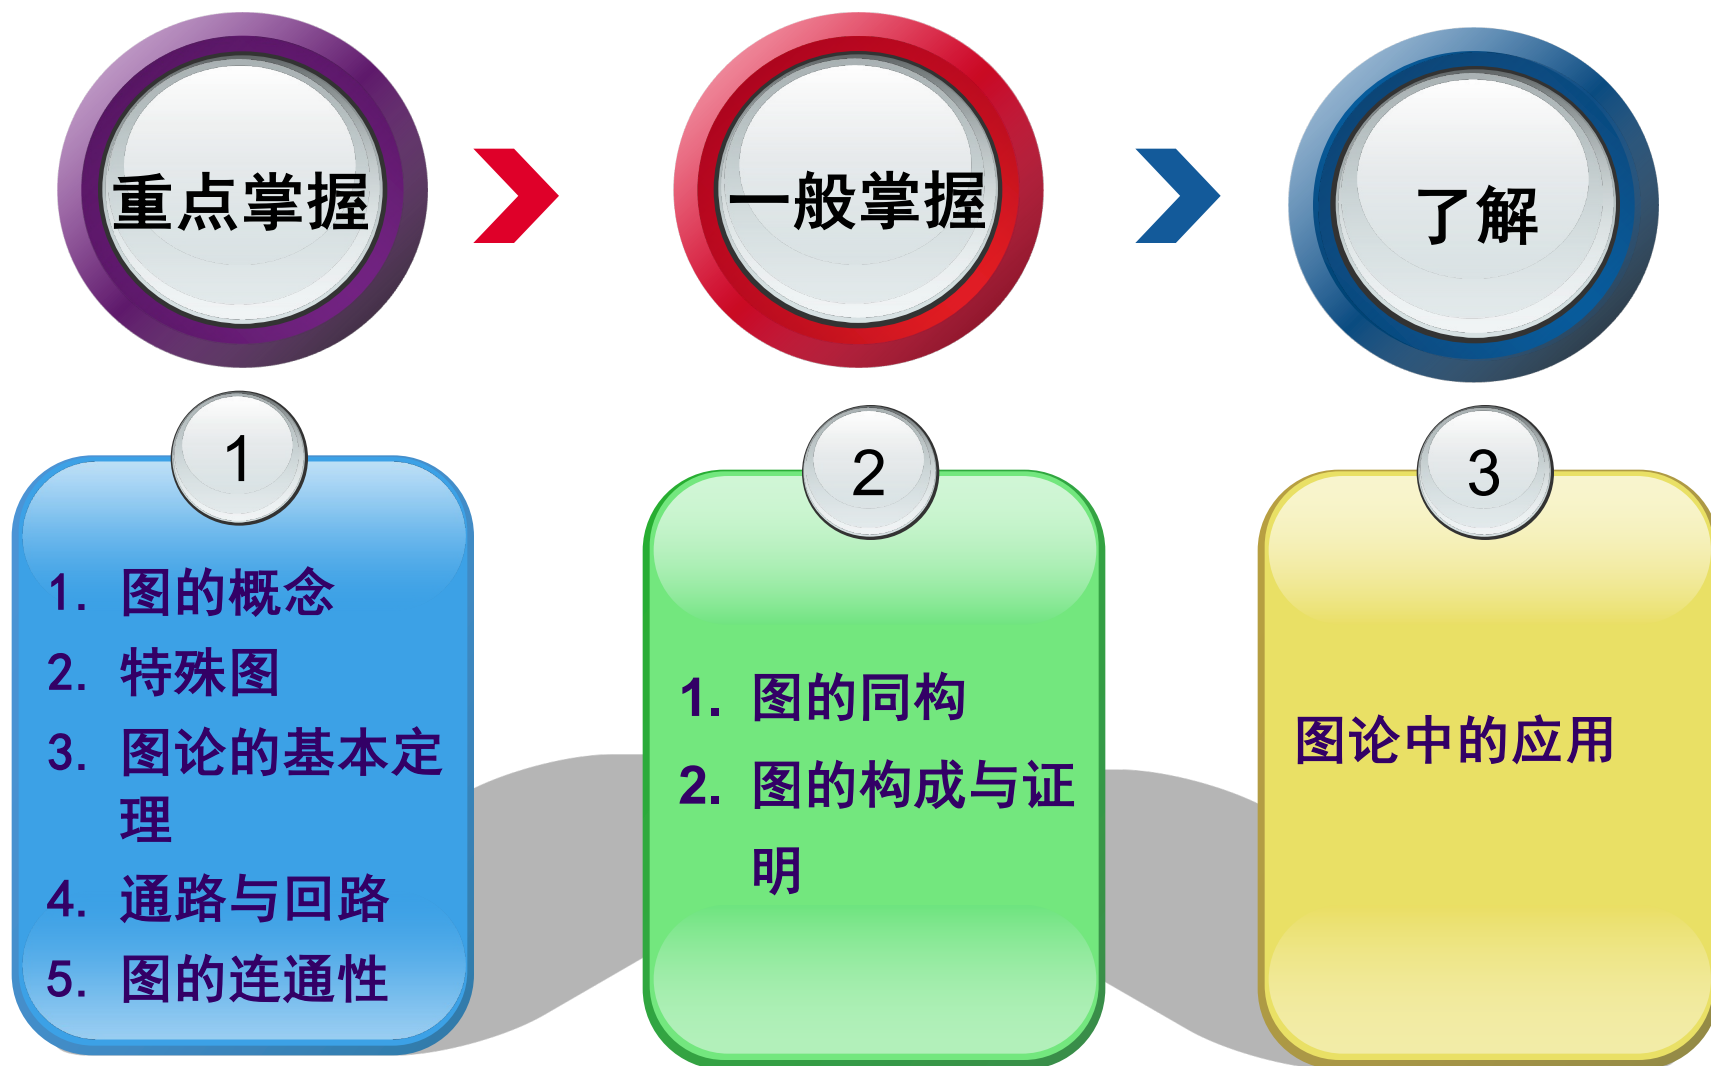 重点掌握
一般掌握
了解
1
1. 图的概念
2. 特殊图
3. 图论的基本定
理
4. 通路与回路
5. 图的连通性
2
1. 图的同构
2. 图的构成与证
明
3
图论中的应用